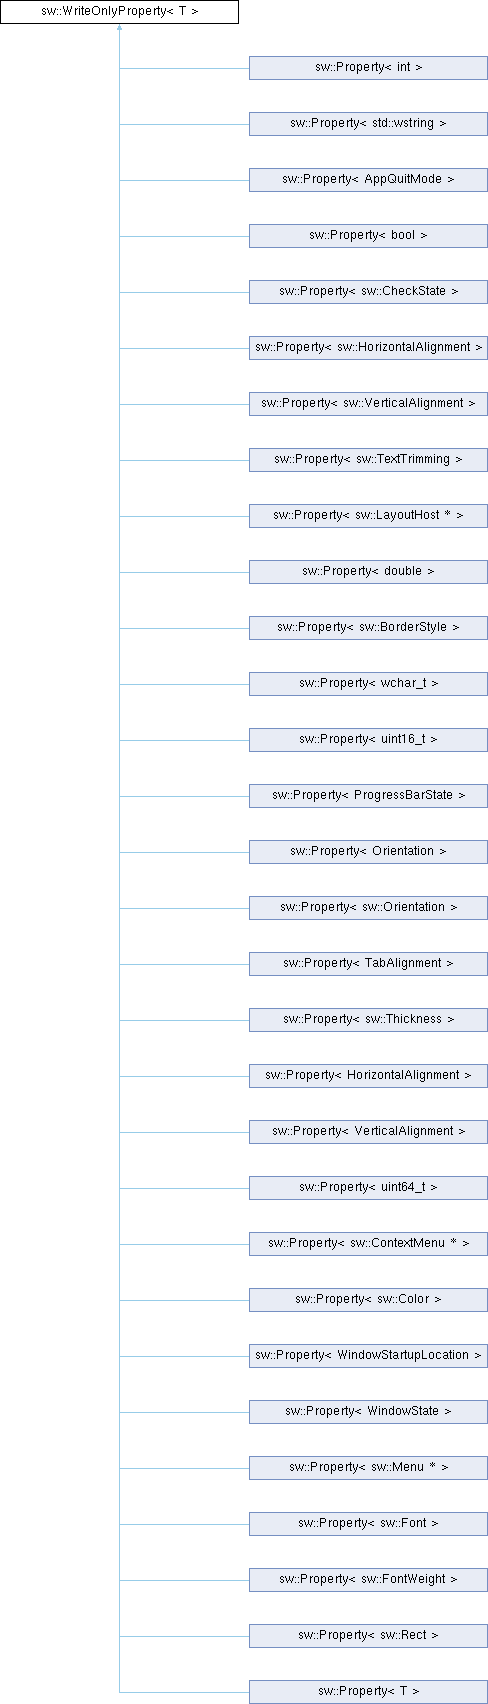 sw::WriteOnlyProperty< T >
sw::Property< int >
sw::Property< std::wstring >
sw::Property< AppQuitMode >
sw::Property< bool >
sw::Property< sw::CheckState >
sw::Property< sw::HorizontalAlignment >
sw::Property< sw::VerticalAlignment >
sw::Property< sw::TextTrimming >
sw::Property< sw::LayoutHost * >
sw::Property< double >
sw::Property< sw::BorderStyle >
sw::Property< wchar_t >
sw::Property< uint16_t >
sw::Property< ProgressBarState >
sw::Property< Orientation >
sw::Property< sw::Orientation >
sw::Property< TabAlignment >
sw::Property< sw::Thickness >
sw::Property< HorizontalAlignment >
sw::Property< VerticalAlignment >
sw::Property< uint64_t >
sw::Property< sw::ContextMenu * >
sw::Property< sw::Color >
sw::Property< WindowStartupLocation >
sw::Property< WindowState >
sw::Property< sw::Menu * >
sw::Property< sw::Font >
sw::Property< sw::FontWeight >
sw::Property< sw::Rect >
sw::Property< T >